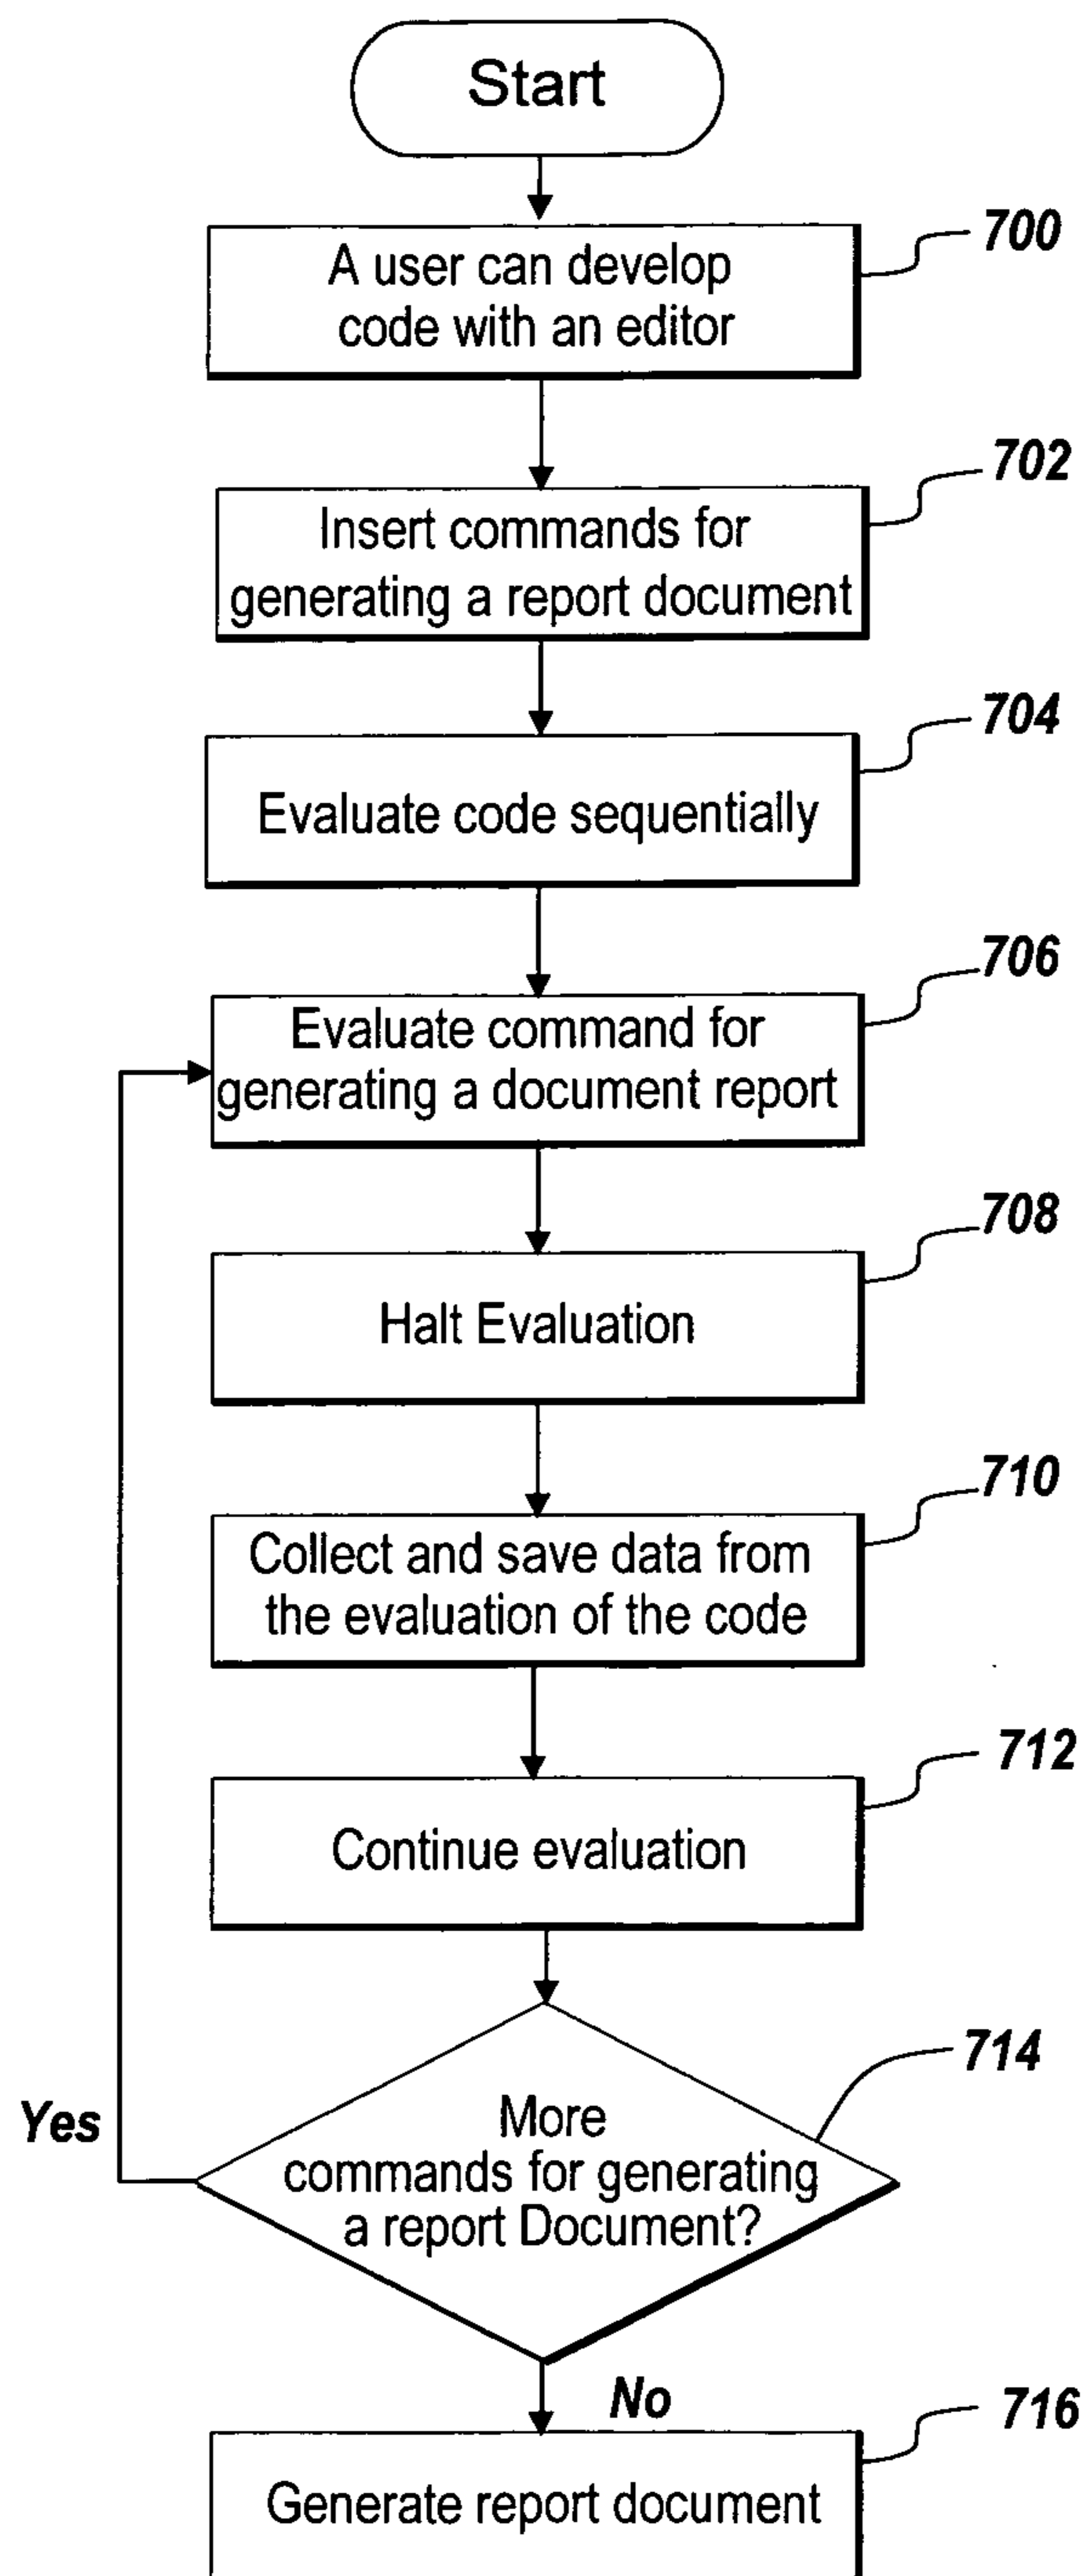 Start
700
A user can develop
code with an editor
702
Insert commands for
generating a report document
704
Evaluate code sequentially
706
Evaluate command for
generating a document report
708
Halt Evaluation
710
Collect and save data from
the evaluation of the code
712
Continue evaluation
714
Yes
More
commands for generating
a report Document?
No
716
Generate report document